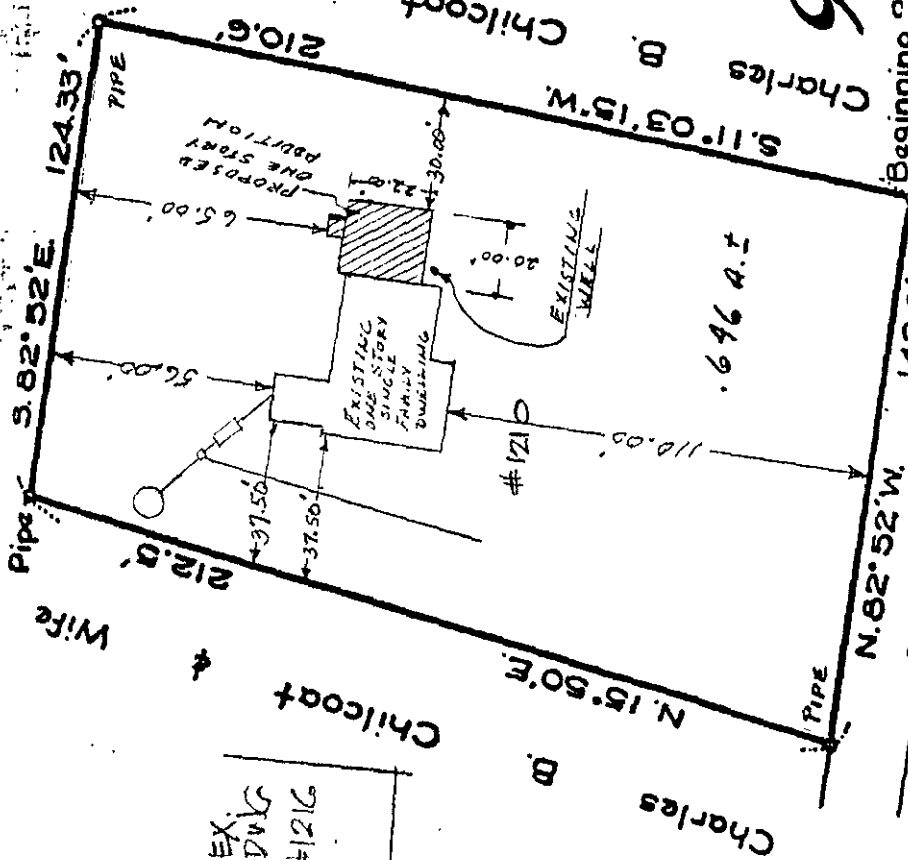 Charles B. Chilcoat
Pipe
S. 82° 52' E.
124.33'
PIPE
210.6'
S. 11° 03' 15" W.
56.00'
65.00'
PROPOSED
ONE STORY
ADDITION
22.00'
30.00'
20.00'
EXISTING
ONE STORY
SINGLE
FAMILY
DWELLING
EXISTING
WELL
37.50'
37.50'
#1210
110.00'
.646 A.±
212.5'
N. 15° 50' E.
Charles B. Chilcoat & Wife
EX.
DWG
#1216
PIPE
N. 82° 52' W.
Beginning